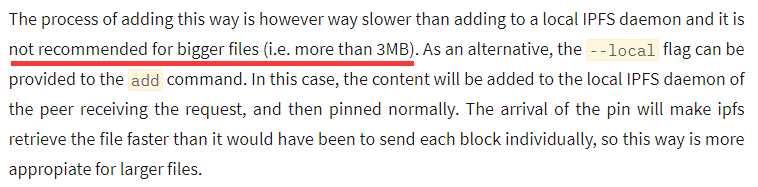 The process of adding this way is however way slower than adding to a local IPFS daemon and it is
not recommended for bigger files (i.e. more than 3MB). As an alternative, the --local flag can be
provided to the add command. In this case, the content will be added to the local IPFS daemon of
the peer receiving the request, and then pinned normally. The arrival of the pin will make ipfs
retrieve the file faster than it would have been to send each block individually, so this way is more
appropiate for larger files.